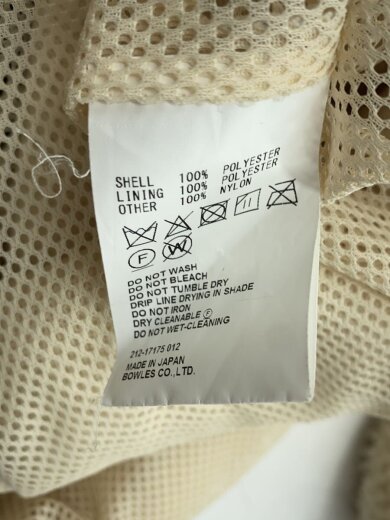 SHELL 100% POLYESTER
LINING 100% POLYESTER
OTHER 100% NYLON
F W
DO NOT WASH
DO NOT BLEACH
DO NOT TUMBLE DRY
DRIP LINE DRYING IN SHADE
DO NOT IRON
DRY CLEANABLE Ⓕ
DO NOT WET-CLEANING
212-17175 012
MADE IN JAPAN
BOWLES CO.,LTD.